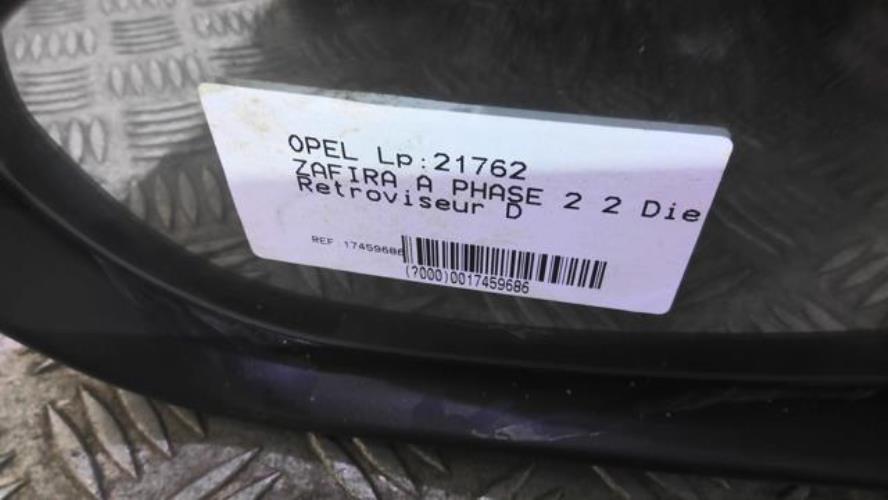 OPEL Lp:21762
ZAFIRA A PHASE 2 2 Die
Retroviseur D
REF 17459686
(?000)0017459686